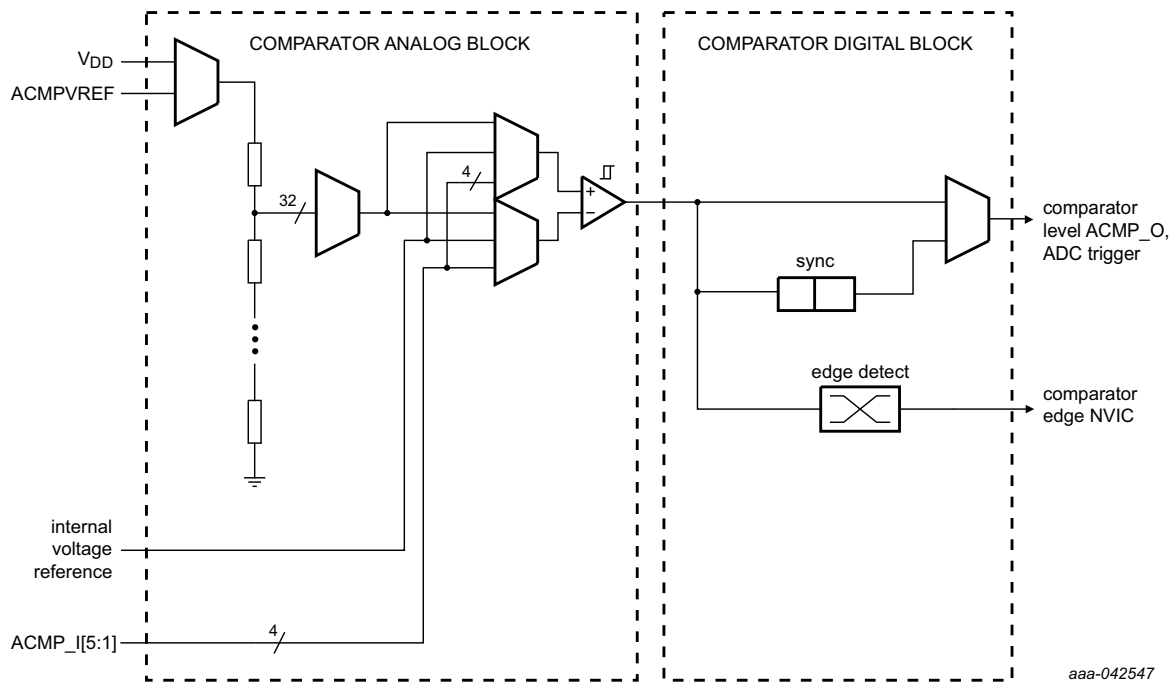 COMPARATOR ANALOG BLOCK
COMPARATOR DIGITAL BLOCK
VDD
ACMPVREF
4
32
+
−
comparator
level ACMP_O,
ADC trigger
sync
edge detect
comparator
edge NVIC
internal
voltage
reference
4
ACMP_I[5:1]
aaa-042547